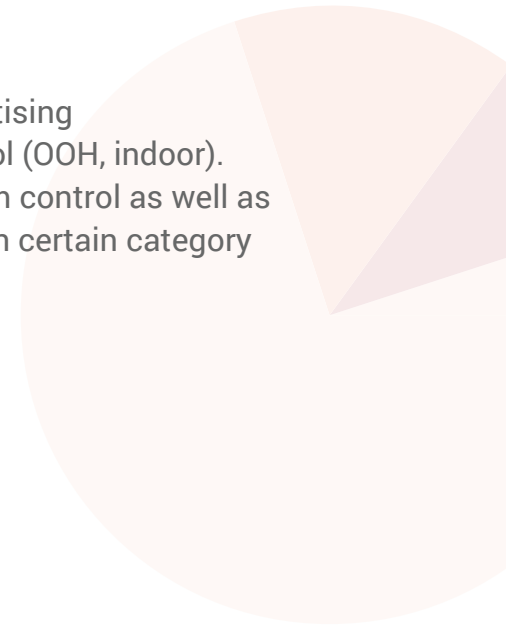 tising
ol (OOH, indoor).
n control as well as
n certain category